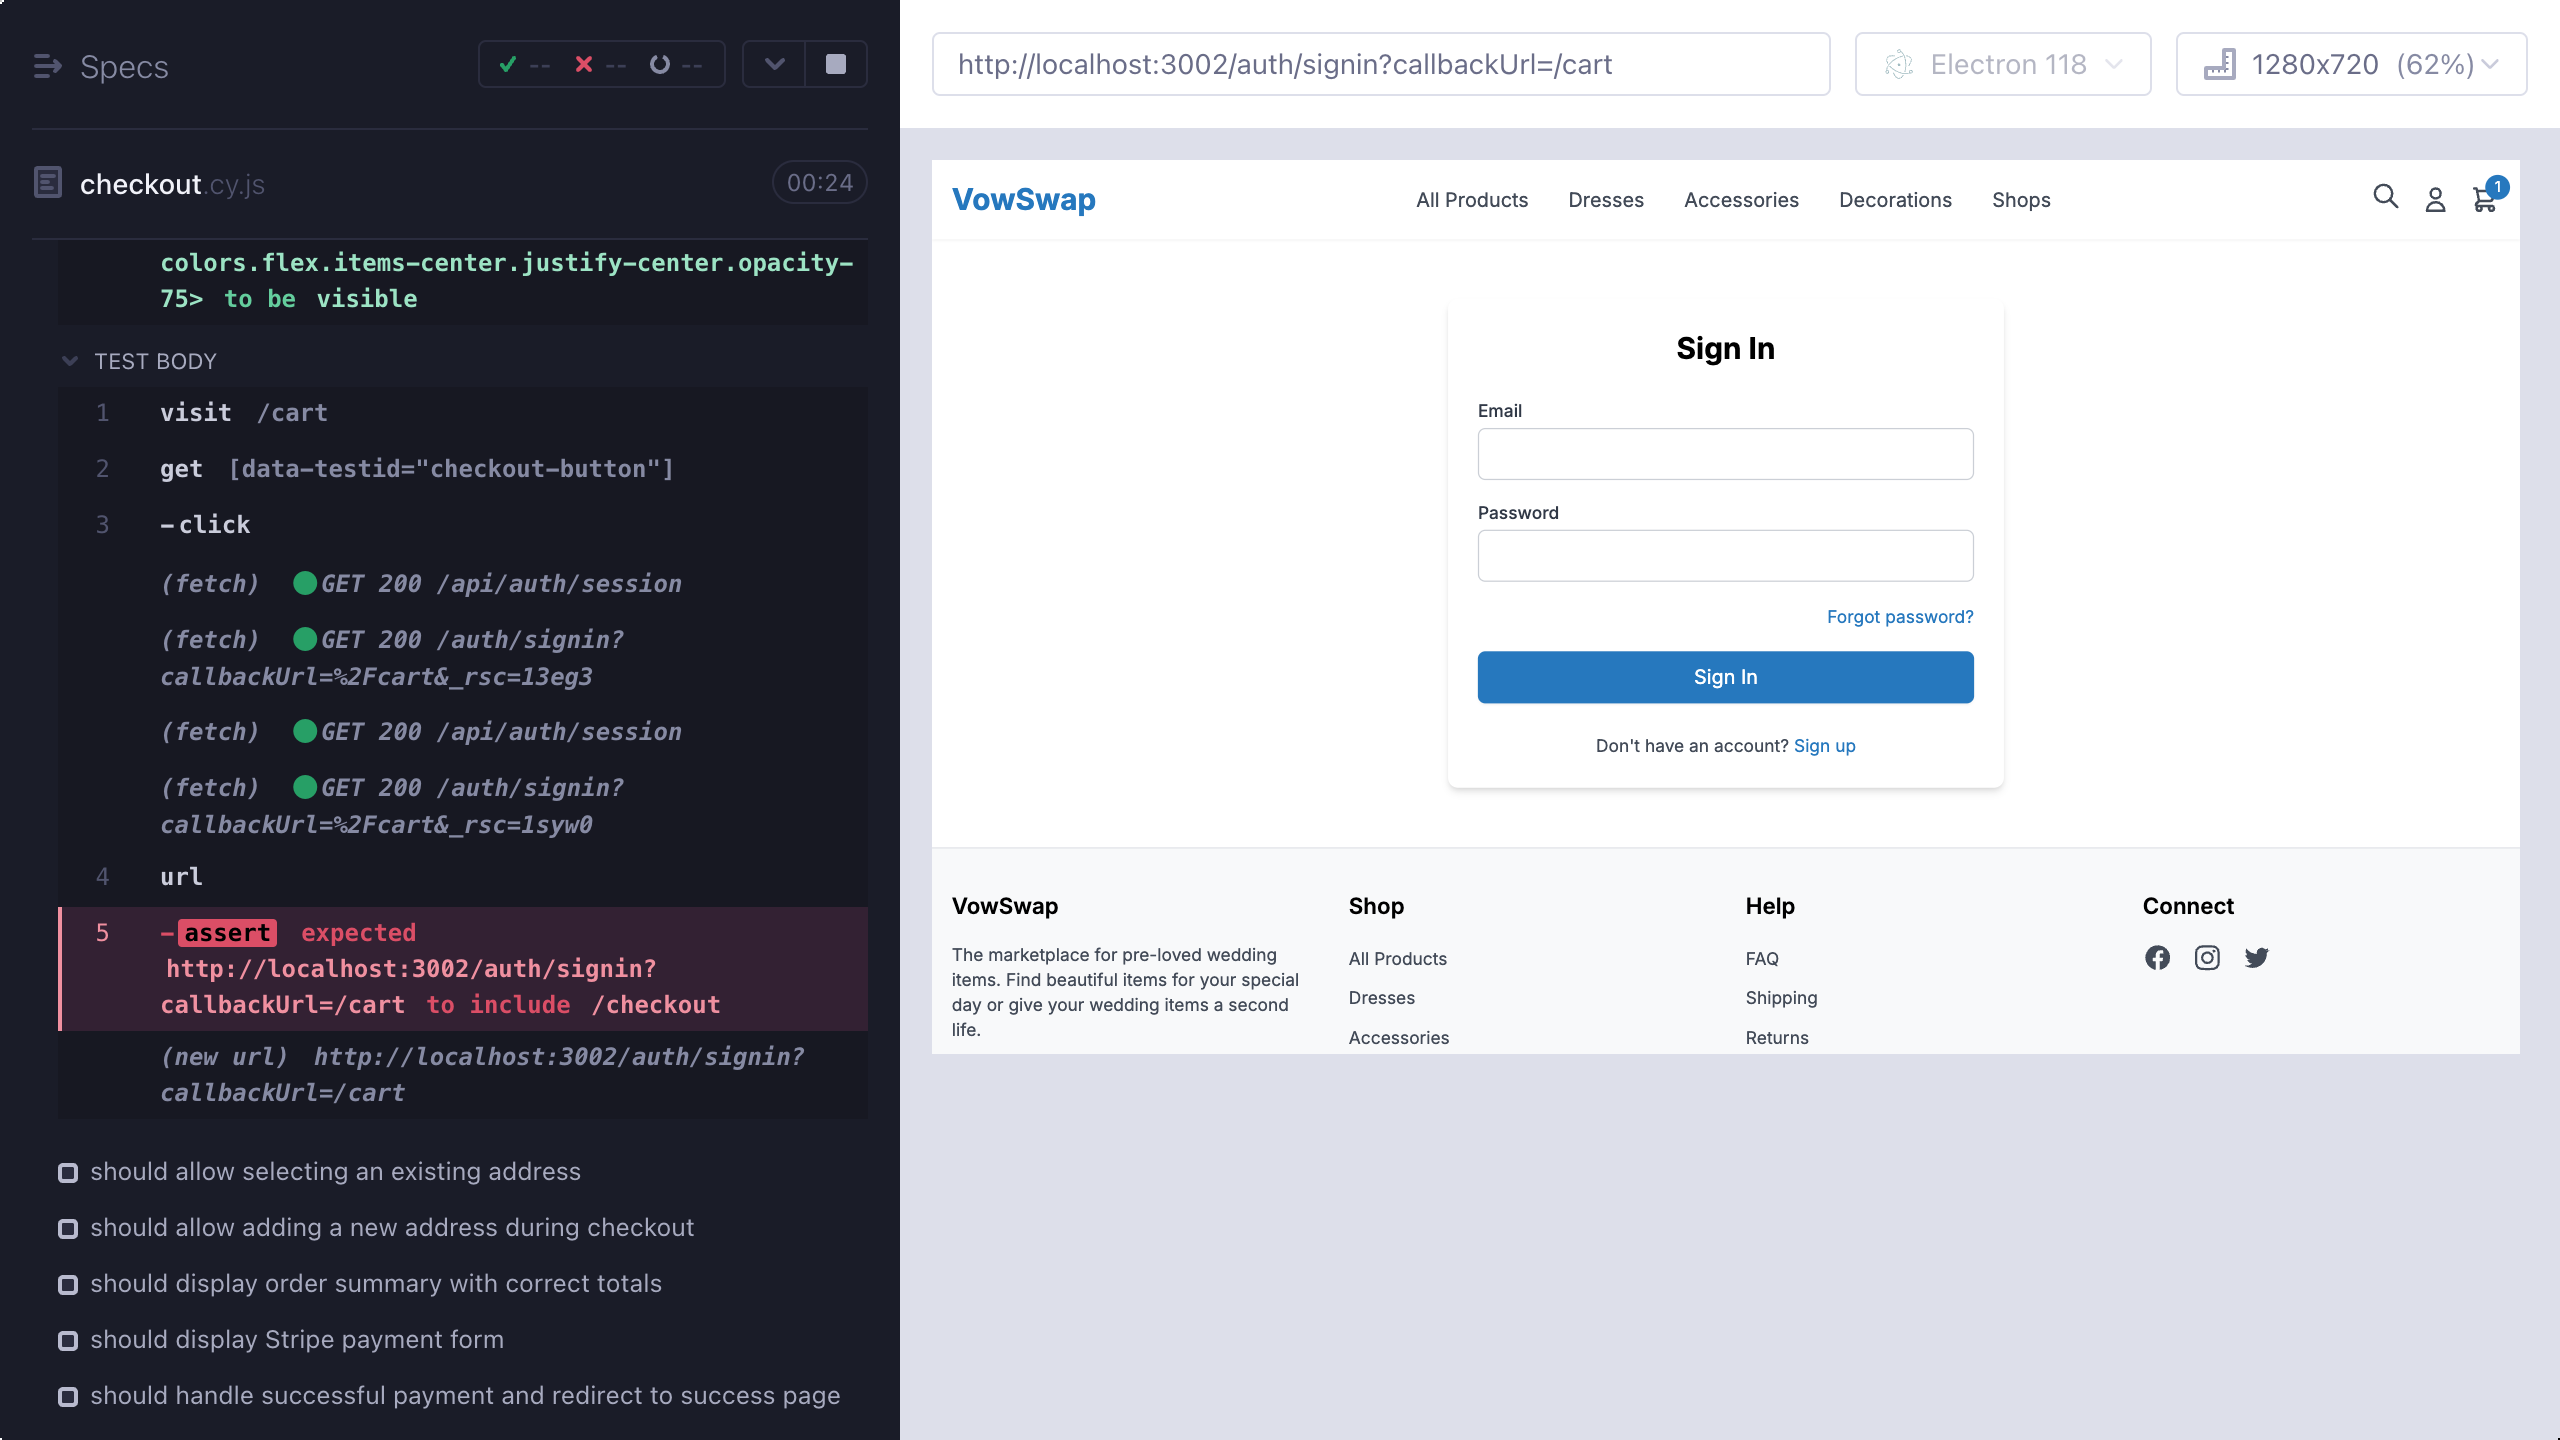 Specs
-- -- --
checkout.cy.js
00:24
colors.flex.items-center.justify-center.opacity-
75> to be visible
TEST BODY
1 visit /cart
2 get [data-testid="checkout-button"]
3 -click
(fetch) GET 200 /api/auth/session
(fetch) GET 200 /auth/signin?
callbackUrl=%2Fcart&_rsc=13eg3
(fetch) GET 200 /api/auth/session
(fetch) GET 200 /auth/signin?
callbackUrl=%2Fcart&_rsc=1syw0
4 url
5 -assert expected
http://localhost:3002/auth/signin?
callbackUrl=/cart to include /checkout
(new url) http://localhost:3002/auth/signin?
callbackUrl=/cart
should allow selecting an existing address
should allow adding a new address during checkout
should display order summary with correct totals
should display Stripe payment form
should handle successful payment and redirect to success page
http://localhost:3002/auth/signin?callbackUrl=/cart
Electron 118
1280x720 (62%)
VowSwap
All Products Dresses Accessories Decorations Shops
1
Sign In
Email
Password
Forgot password?
Sign In
Don't have an account? Sign up
VowSwap
The marketplace for pre-loved wedding
items. Find beautiful items for your special
day or give your wedding items a second
life.
Shop
All Products
Dresses
Accessories
Help
FAQ
Shipping
Returns
Connect